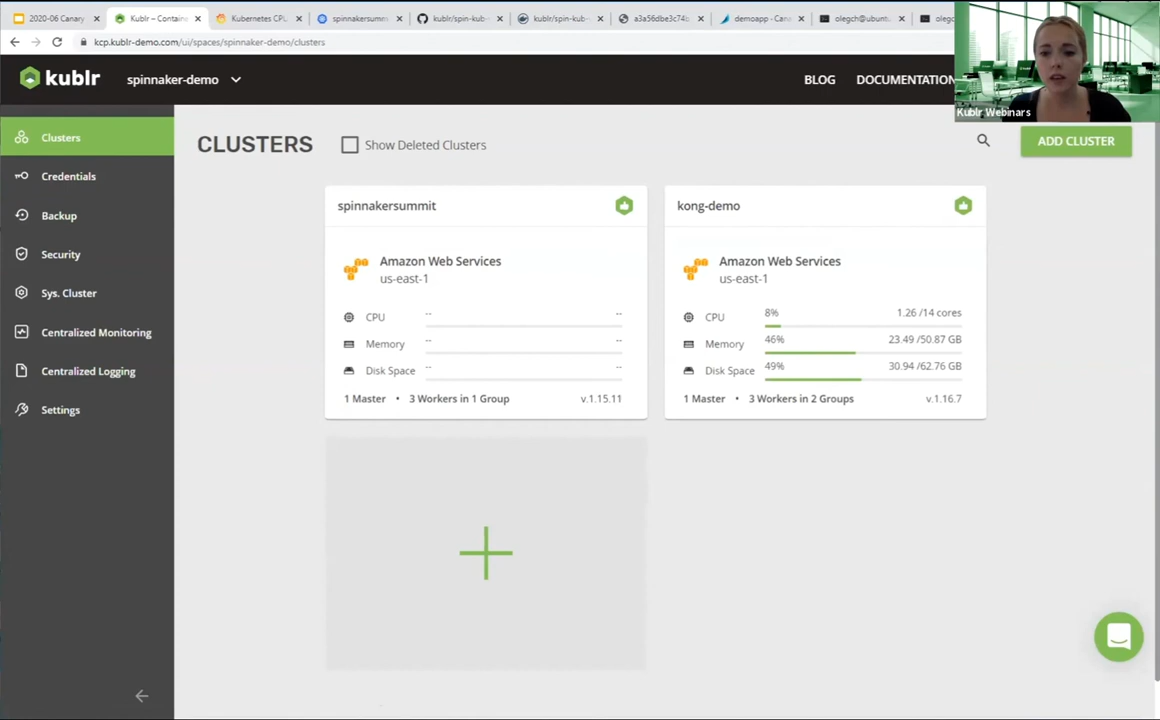 2020-06 Canary
Kublr – Contain
Kubernetes CPU
spinnakersumm
kublr/spin-kub
kublr/spin-kub-
a3a56dbe3c74c
demoapp - Can
olegch@ubuntu
olegc
kcp.kublr-demo.com/ui/spaces/spinnaker-demo/clusters
kublr
spinnaker-demo
BLOG
DOCUMENTATION
Kublr Webinars
Clusters
Credentials
Backup
Security
Sys. Cluster
Centralized Monitoring
Centralized Logging
Settings
CLUSTERS
Show Deleted Clusters
ADD CLUSTER
spinnakersummit
Amazon Web Services
us-east-1
CPU -- --
Memory -- --
Disk Space -- --
1 Master • 3 Workers in 1 Group v.1.15.11
kong-demo
Amazon Web Services
us-east-1
CPU 8% 1.26 /14 cores
Memory 46% 23.49 /50.87 GB
Disk Space 49% 30.94 /62.76 GB
1 Master • 3 Workers in 2 Groups v.1.16.7